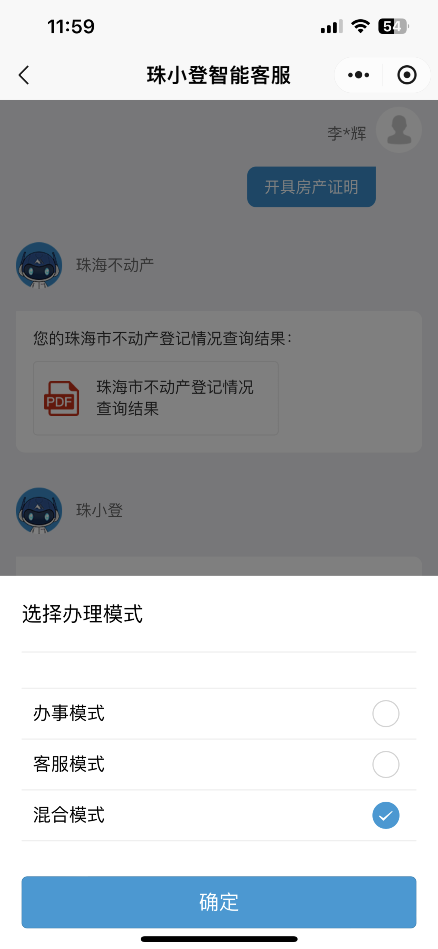 11:59
54
珠小登智能客服
李*辉
开具房产证明
珠海不动产
您的珠海市不动产登记情况查询结果：
PDF
珠海市不动产登记情况
查询结果
珠小登
选择办理模式
办事模式
客服模式
混合模式
确定